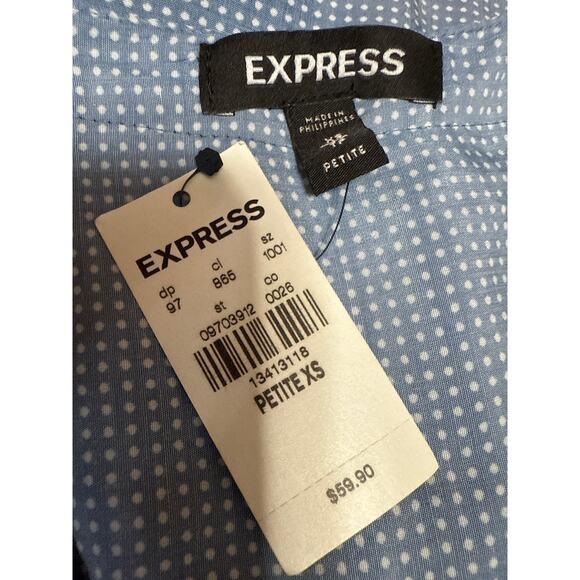 EXPRESS
MADE IN
PHILIPPINES
XS
PETITE
EXPRESS
dp cl sz
97 865 1001
st co
09703912 0026
13413118
PETITE XS
$59.90